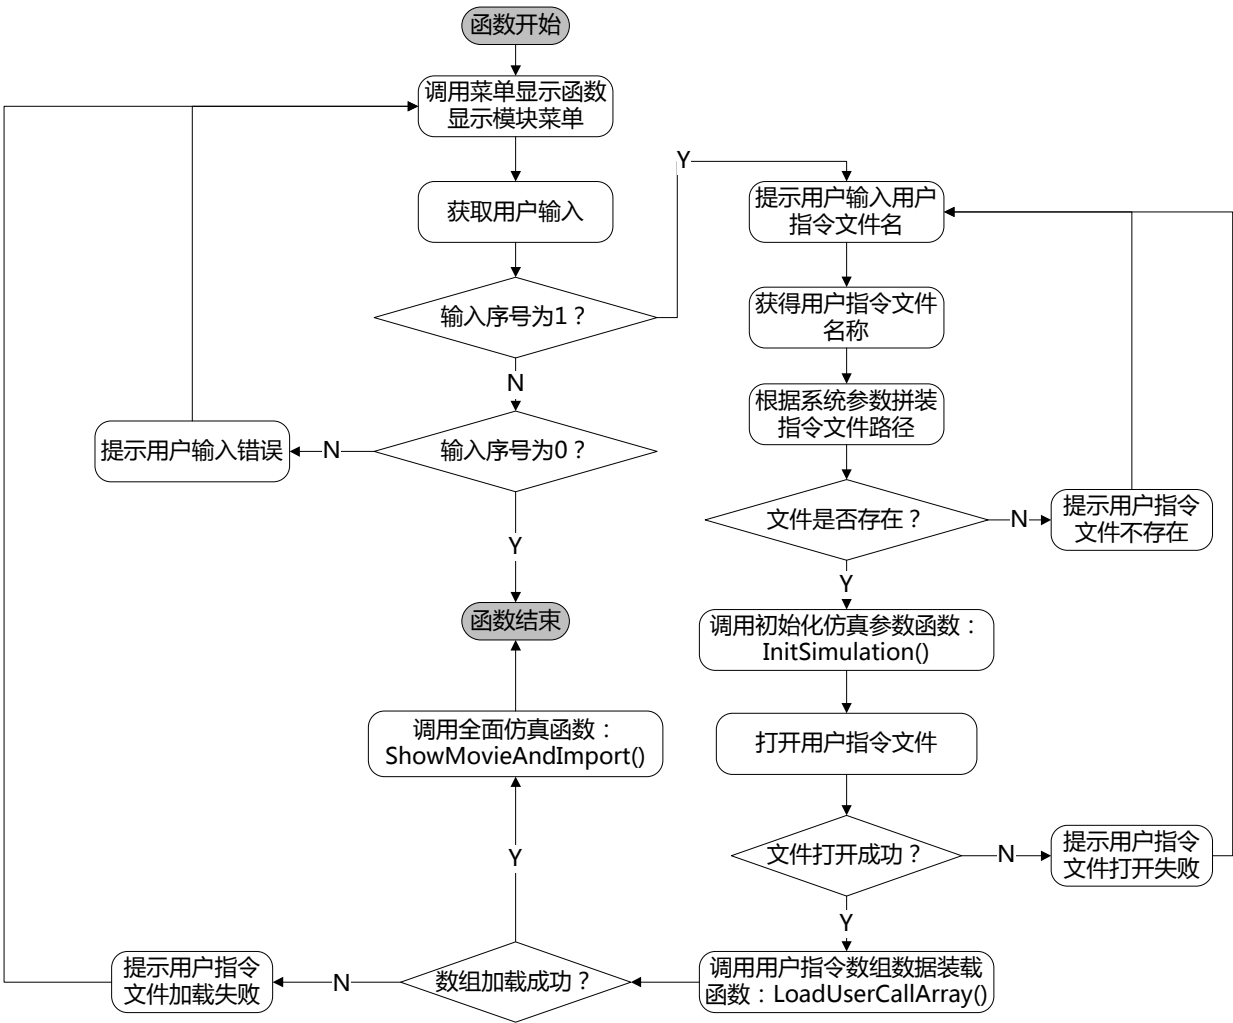 函数开始
调用菜单显示函数
显示模块菜单
获取用户输入
输入序号为1？
Y
N
输入序号为0？
N
提示用户输入错误
Y
函数结束
提示用户输入用户
指令文件名
获得用户指令文件
名称
根据系统参数拼装
指令文件路径
文件是否存在？
N
提示用户指令
文件不存在
Y
调用初始化仿真参数函数：
InitSimulation()
打开用户指令文件
文件打开成功？
N
提示用户指令
文件打开失败
Y
调用用户指令数组数据装载
函数：LoadUserCallArray()
数组加载成功？
N
提示用户指令
文件加载失败
Y
调用全面仿真函数：
ShowMovieAndImport()